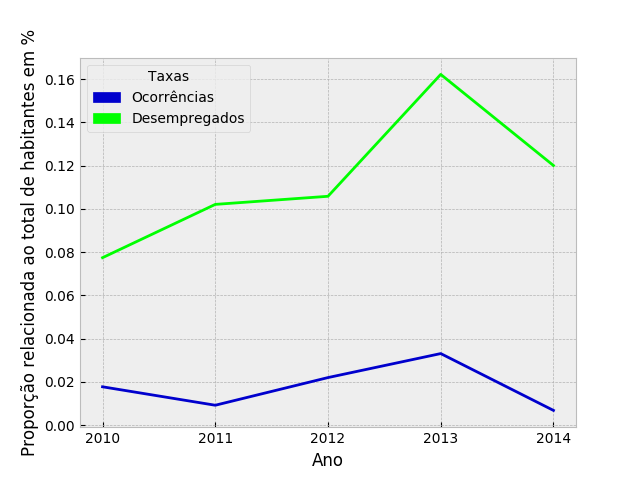 Proporção relacionada ao total de habitantes em %
Taxas
Ocorrências
Desempregados
0.16
0.14
0.12
0.10
0.08
0.06
0.04
0.02
0.00
2010 2011 2012 2013 2014
Ano